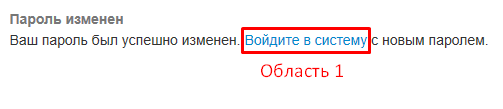 Пароль изменен
Ваш пароль был успешно изменен. Войдите в систему с новым паролем.
Область 1